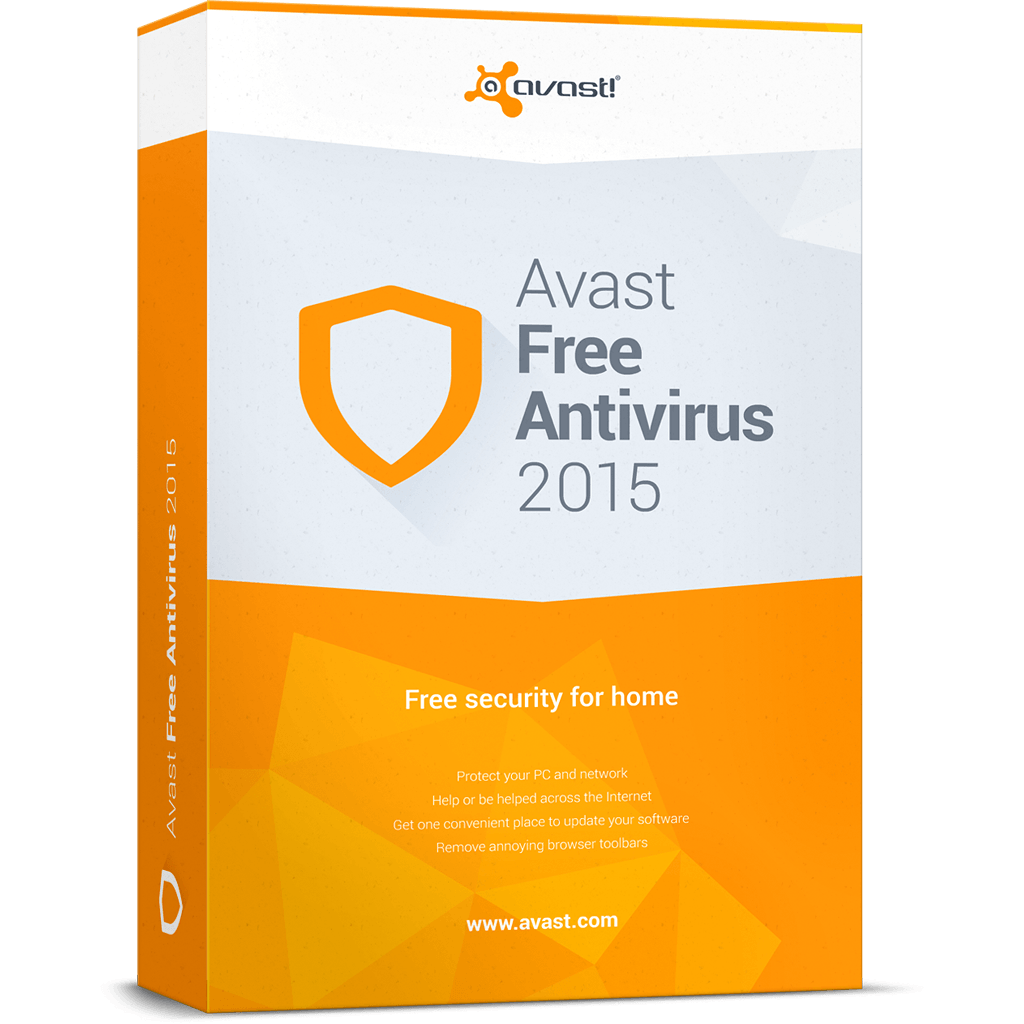 avast!®
Avast
Free
Antivirus
2015
Free security for home
Protect your PC and network
Help or be helped across the Internet
Get one convenient place to update your software
Remove annoying browser toolbars
www.avast.com
Avast Free Antivirus 2015